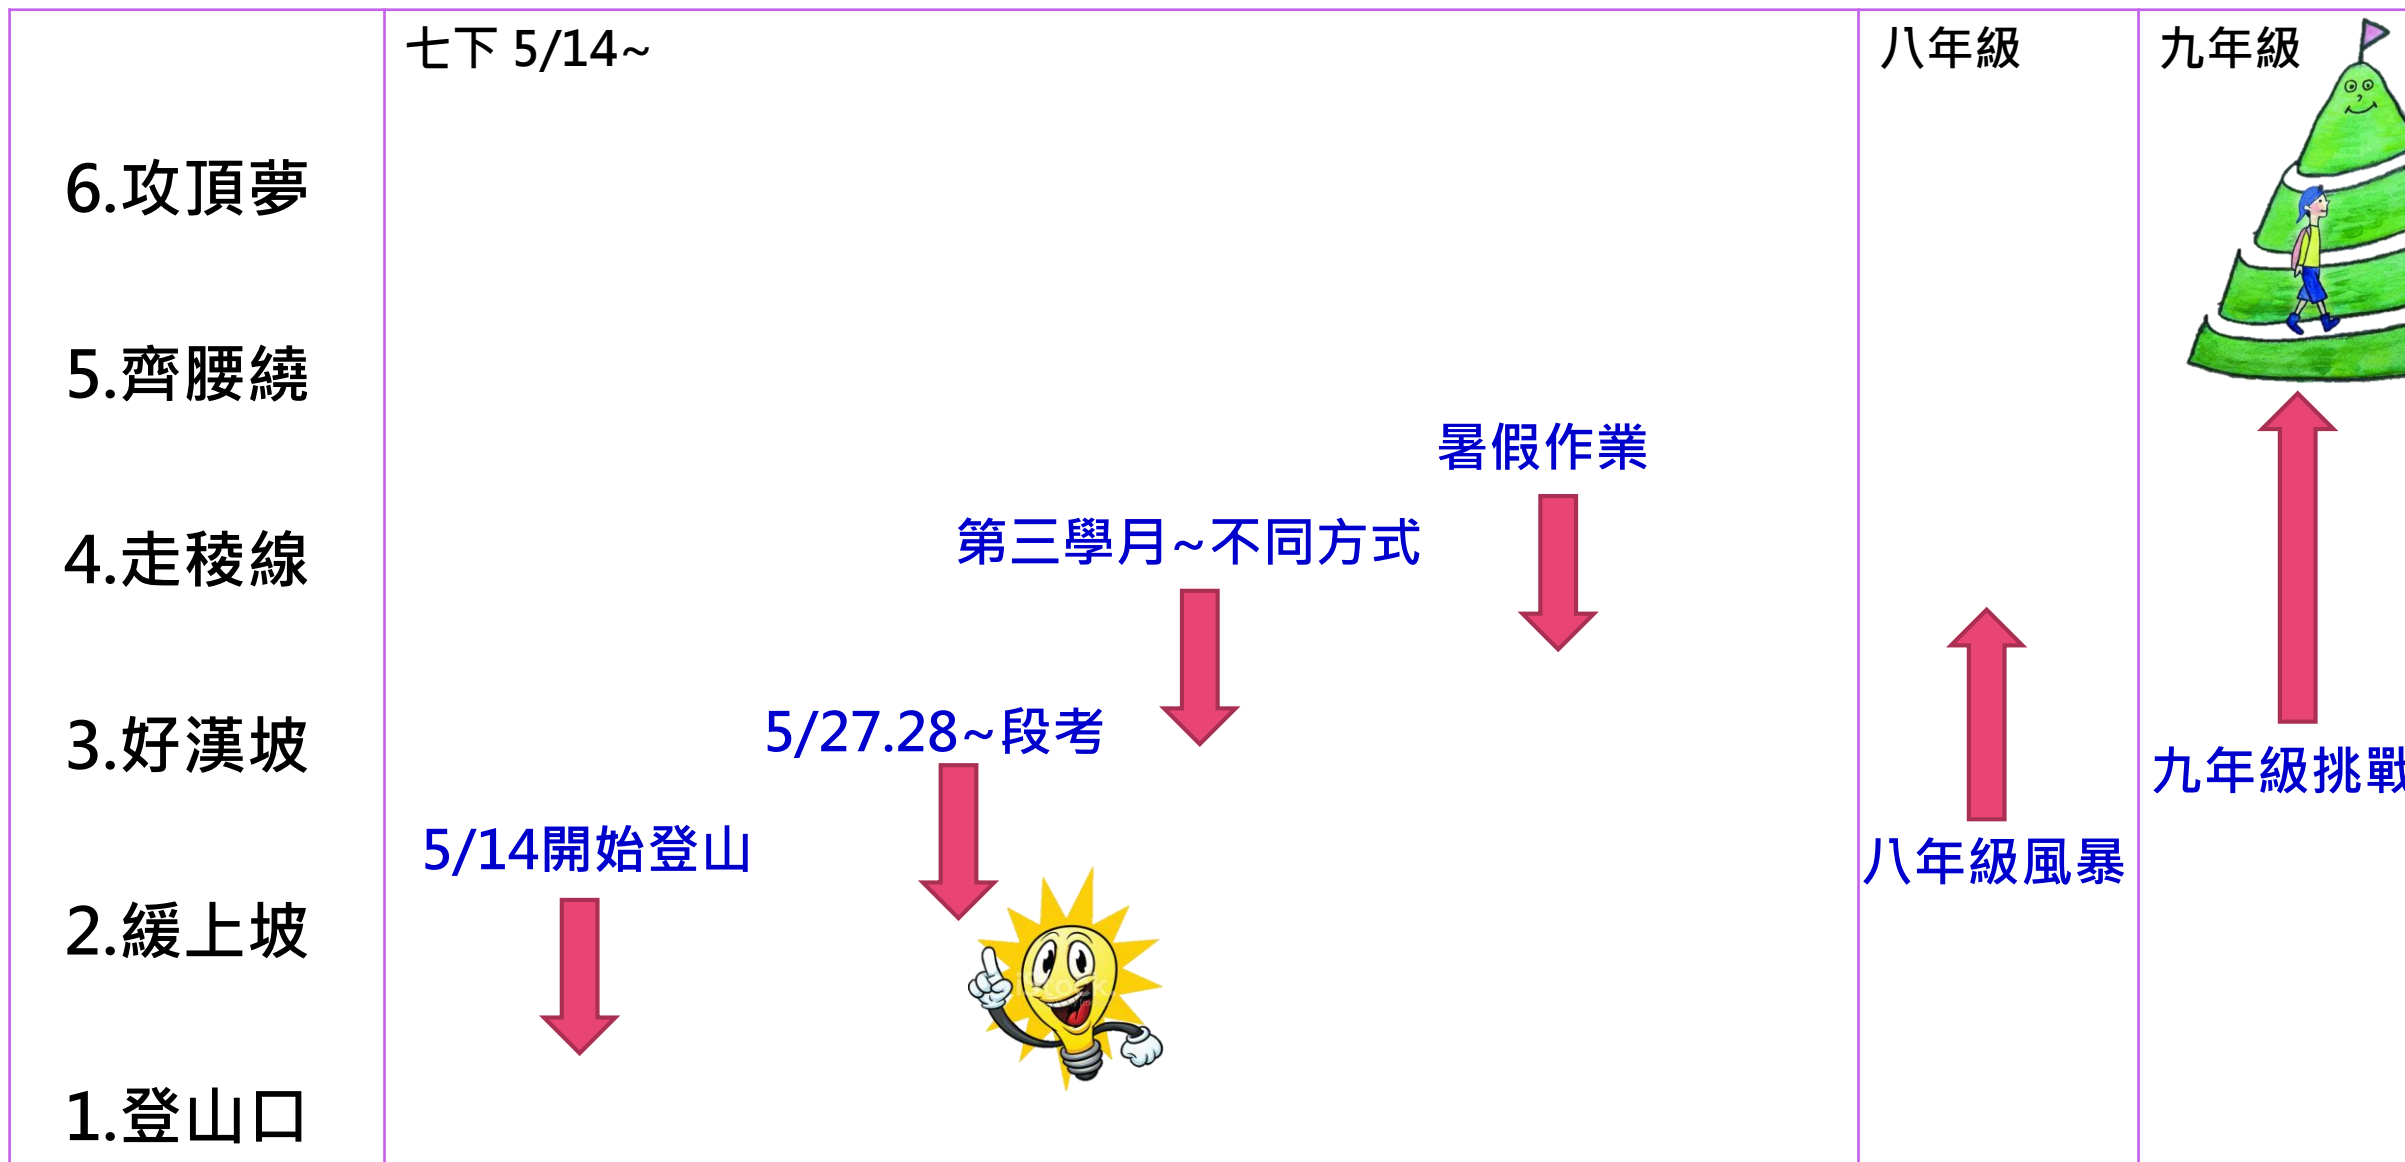 七下 5/14~
八年級
九年級
6.攻頂夢
5.齊腰繞
暑假作業
第三學月~不同方式
4.走稜線
5/27.28~段考
3.好漢坡
九年級挑戰
5/14開始登山
八年級風暴
2.緩上坡
1.登山口
iStock